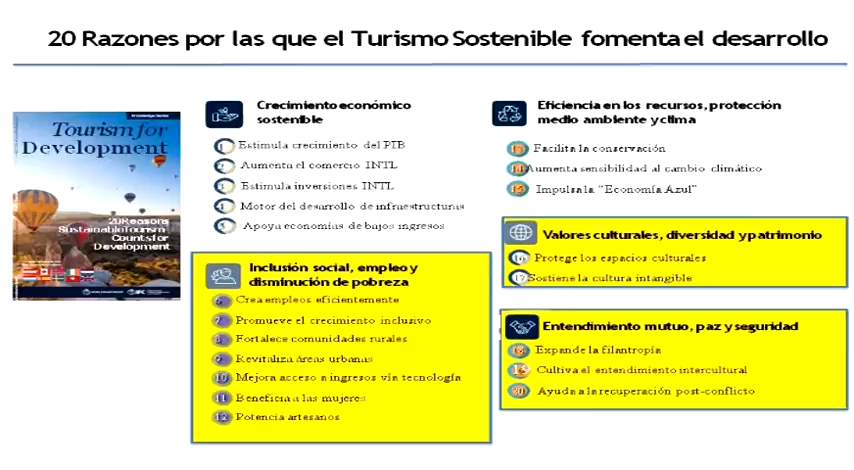 20 Razones por las que el Turismo Sostenible fomenta el desarrollo
Tourism for
Development
20 Reasons
Sustainable Tourism
Counts for
Development
IFC
Crecimiento económico
sostenible
1 Estimula crecimiento del PIB
2 Aumenta el comercio INTL
3 Estimula inversiones INTL
4 Motor del desarrollo de infraestructuras
5 Apoya economías de bajos ingresos
Inclusión social, empleo y
disminución de pobreza
6 Crea empleos eficientemente
7 Promueve el crecimiento inclusivo
8 Fortalece comunidades rurales
9 Revitaliza áreas urbanas
10 Mejora acceso a ingresos vía tecnología
11 Beneficia a las mujeres
12 Potencia artesanos
Eficiencia en los recursos, protección
medio ambiente y clima
13 Facilita la conservación
14 Aumenta sensibilidad al cambio climático
15 Impulsa la “Economía Azul”
Valores culturales, diversidad y patrimonio
16 Protege los espacios culturales
17 Sostiene la cultura intangible
Entendimiento mutuo, paz y seguridad
18 Expande la filantropía
19 Cultiva el entendimiento intercultural
20 Ayuda a la recuperación post-conflicto